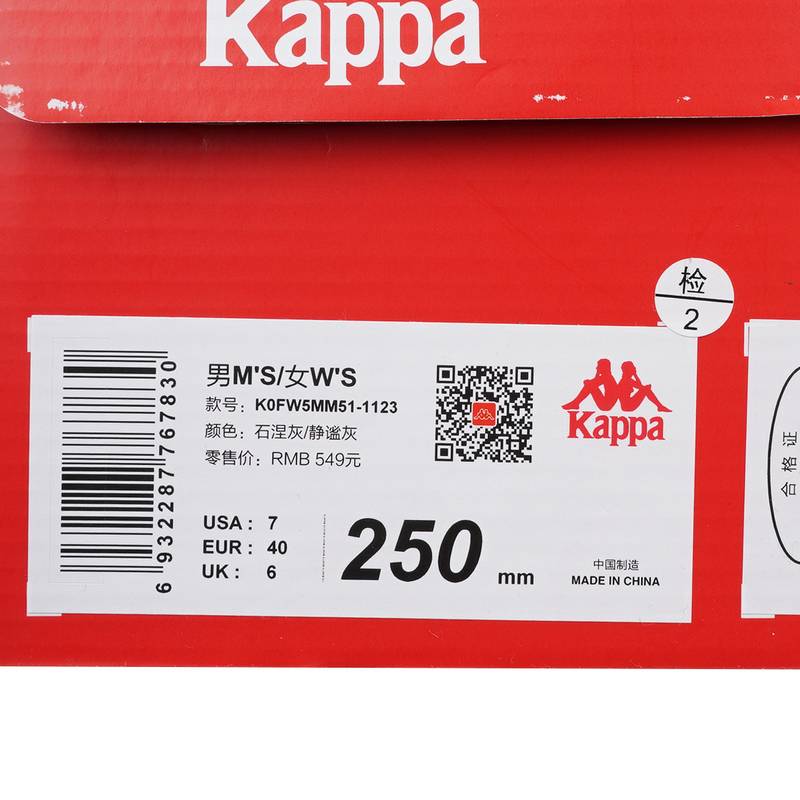 Kappa
检
2
男M'S/女W'S
款号: K0FW5MM51-1123
颜色: 石涅灰/静谧灰
零售价: RMB 549元
6 932287 767830
USA: 7
EUR: 40
UK: 6
250 mm
Kappa
中国制造
MADE IN CHINA
合格证